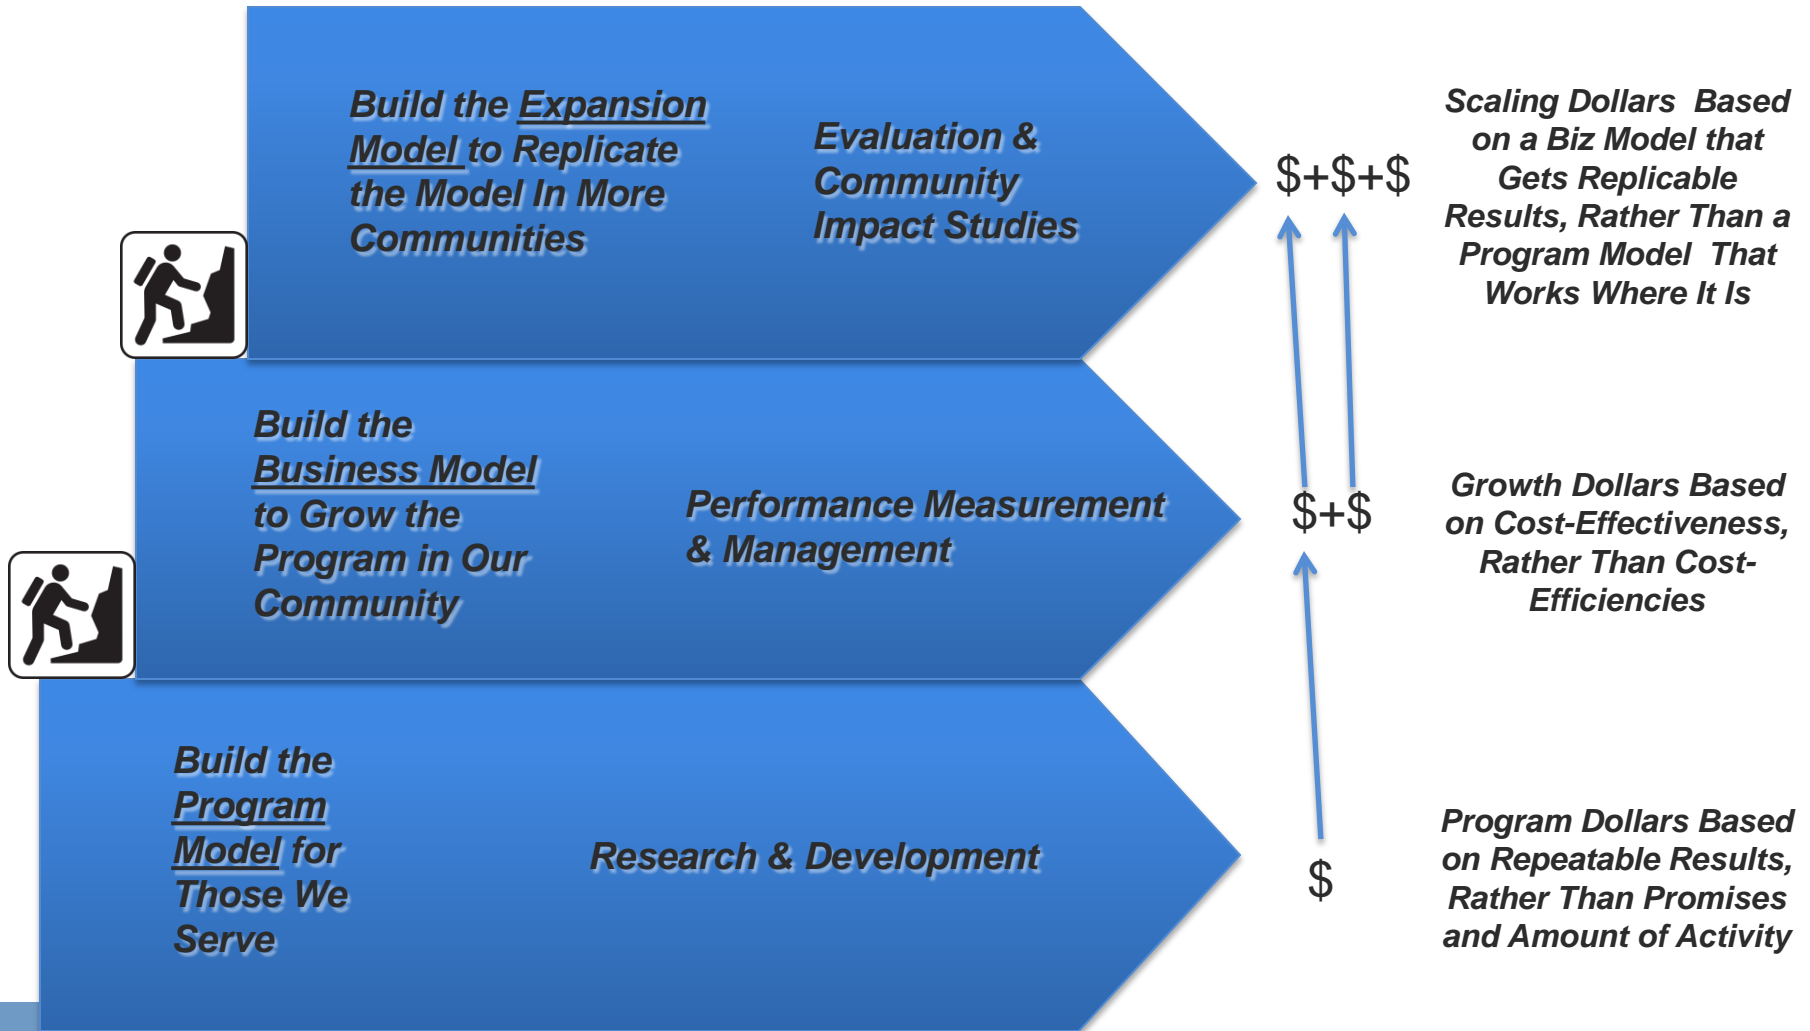 Build the Expansion
Model to Replicate
the Model In More
Communities
Evaluation &
Community
Impact Studies
$+$+$
Scaling Dollars  Based
on a Biz Model that
Gets Replicable
Results, Rather Than a
Program Model  That
Works Where It Is
Build the
Business Model
to Grow the
Program in Our
Community
Performance Measurement
& Management
$+$
Growth Dollars Based
on Cost-Effectiveness,
Rather Than Cost-
Efficiencies
Build the
Program
Model for
Those We
Serve
Research & Development
$
Program Dollars Based
on Repeatable Results,
Rather Than Promises
and Amount of Activity